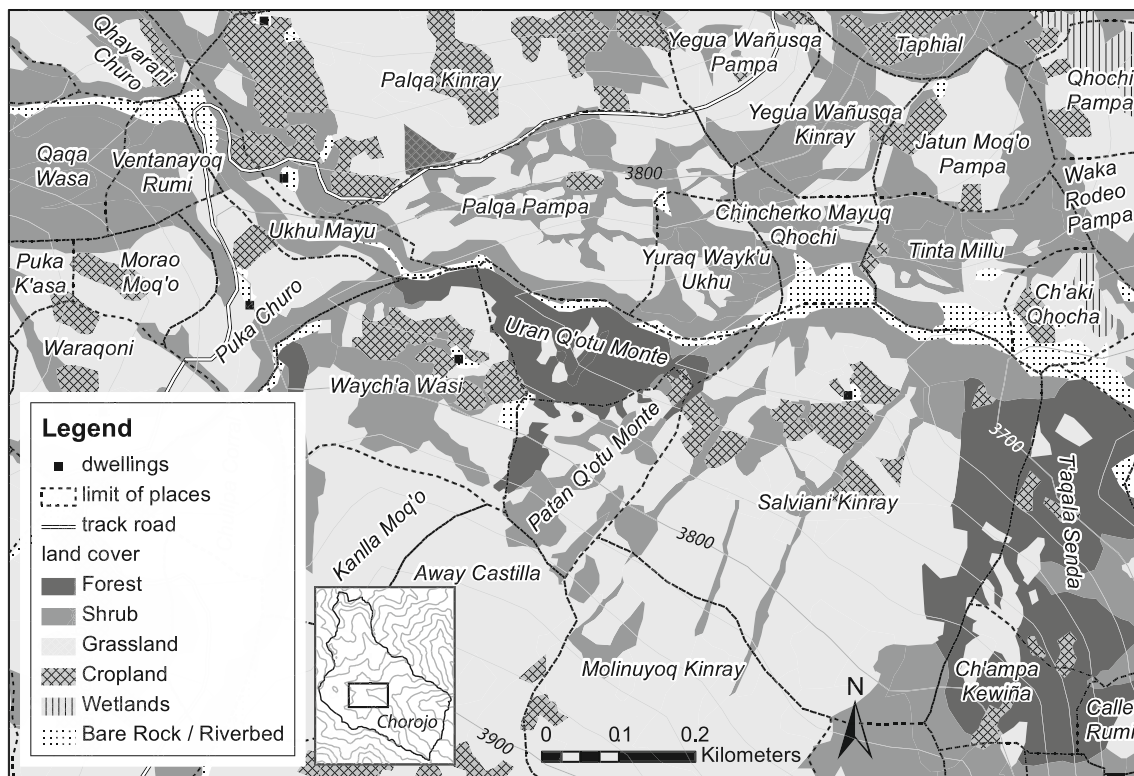 Qhayarani
Churo
Palqa Kinray
Yegua Wañusqa
Pampa
Taphial
Qhochi
Pampa
Yegua Wañusqa
Kinray
Jatun Moq'o
Pampa
Qaqa
Wasa
Ventanayoq
Rumi
3800
Waka
Rodeo
Pampa
Palqa Pampa
Chincherko Mayuq
Qhochi
Ukhu Mayu
Tinta Millu
Puka
K'asa
Morao
Moq'o
Yuraq Wayk'u
Ukhu
Ch'aki
Qhocha
Puka Churo
Uran Q'otu Monte
Waraqoni
Waych'a Wasi
Patan Q'otu Monte
3700
Taqala Senda
Salviani Kinray
Kanlla Moq'o
3800
Away Castilla
Molinuyoq Kinray
Ch'ampa
Kewiña
Calle
Rumi
3900
Legend
dwellings
limit of places
track road
land cover
Forest
Shrub
Grassland
Cropland
Wetlands
Bare Rock / Riverbed
Chorojo
N
0 0.1 0.2
Kilometers